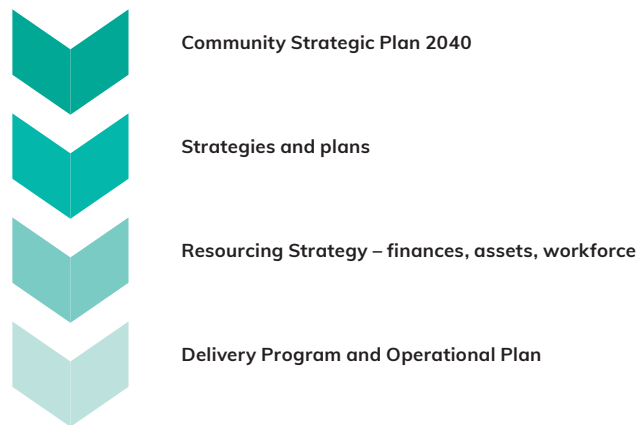 Community Strategic Plan 2040
Strategies and plans
Resourcing Strategy – finances, assets, workforce
Delivery Program and Operational Plan